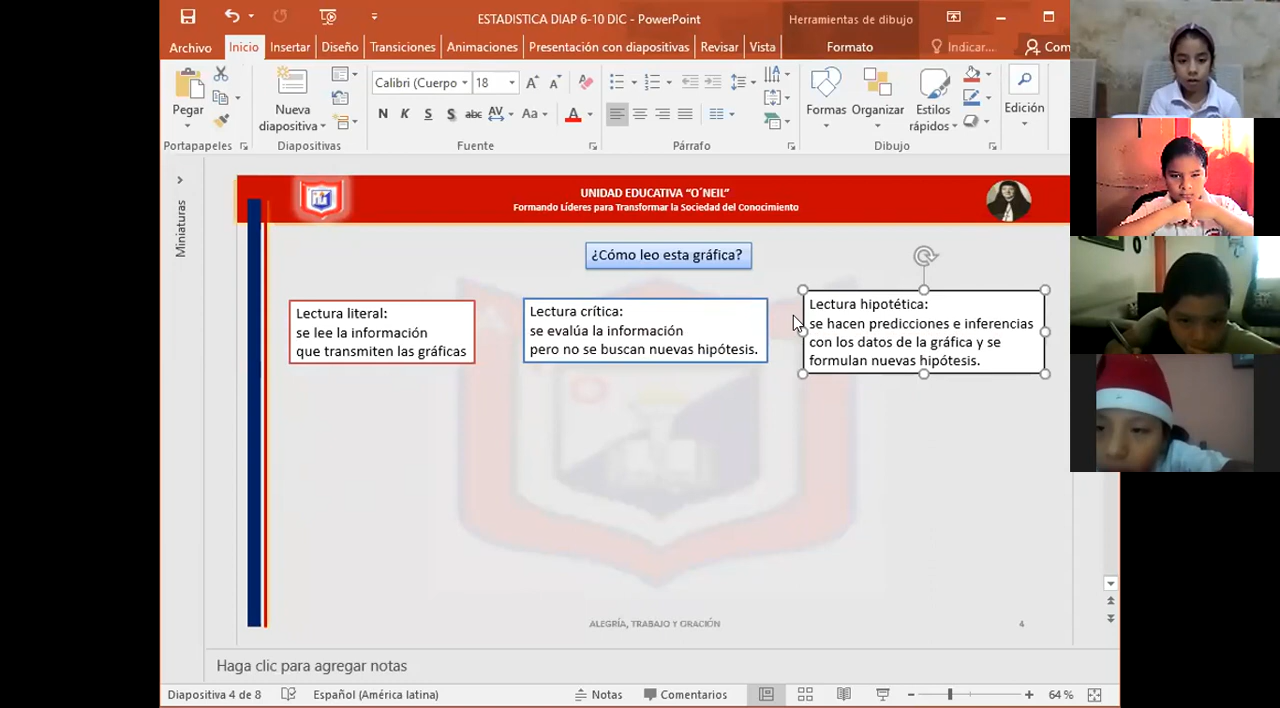 ESTADISTICA DIAP 6-10 DIC - PowerPoint
Herramientas de dibujo
Archivo
Inicio
Insertar
Diseño
Transiciones
Animaciones
Presentación con diapositivas
Revisar
Vista
Formato
Indicar...
Com
Calibri (Cuerpo
18
Pegar
Nueva
diapositiva
N K S S abc AV Aa A
Formas
Organizar
Estilos
rápidos
Edición
Portapapeles
Diapositivas
Fuente
Párrafo
Dibujo
Miniaturas
UNIDAD EDUCATIVA “O´NEIL”
Formando Líderes para Transformar la Sociedad del Conocimiento
¿Cómo leo esta gráfica?
Lectura literal:
se lee la información
que transmiten las gráficas
Lectura crítica:
se evalúa la información
pero no se buscan nuevas hipótesis.
Lectura hipotética:
se hacen predicciones e inferencias
con los datos de la gráfica y se
formulan nuevas hipótesis.
ALEGRÍA, TRABAJO Y ORACIÓN
4
Haga clic para agregar notas
Diapositiva 4 de 8
Español (América latina)
Notas
Comentarios
64 %